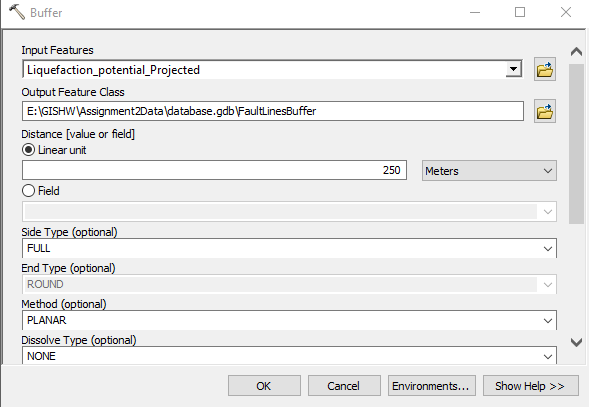 Buffer
Input Features
Liquefaction_potential_Projected
Output Feature Class
E:\GISHW\Assignment2Data\database.gdb\FaultLinesBuffer
Distance [value or field]
Linear unit
250 Meters
Field
Side Type (optional)
FULL
End Type (optional)
ROUND
Method (optional)
PLANAR
Dissolve Type (optional)
NONE
OK Cancel Environments... Show Help >>